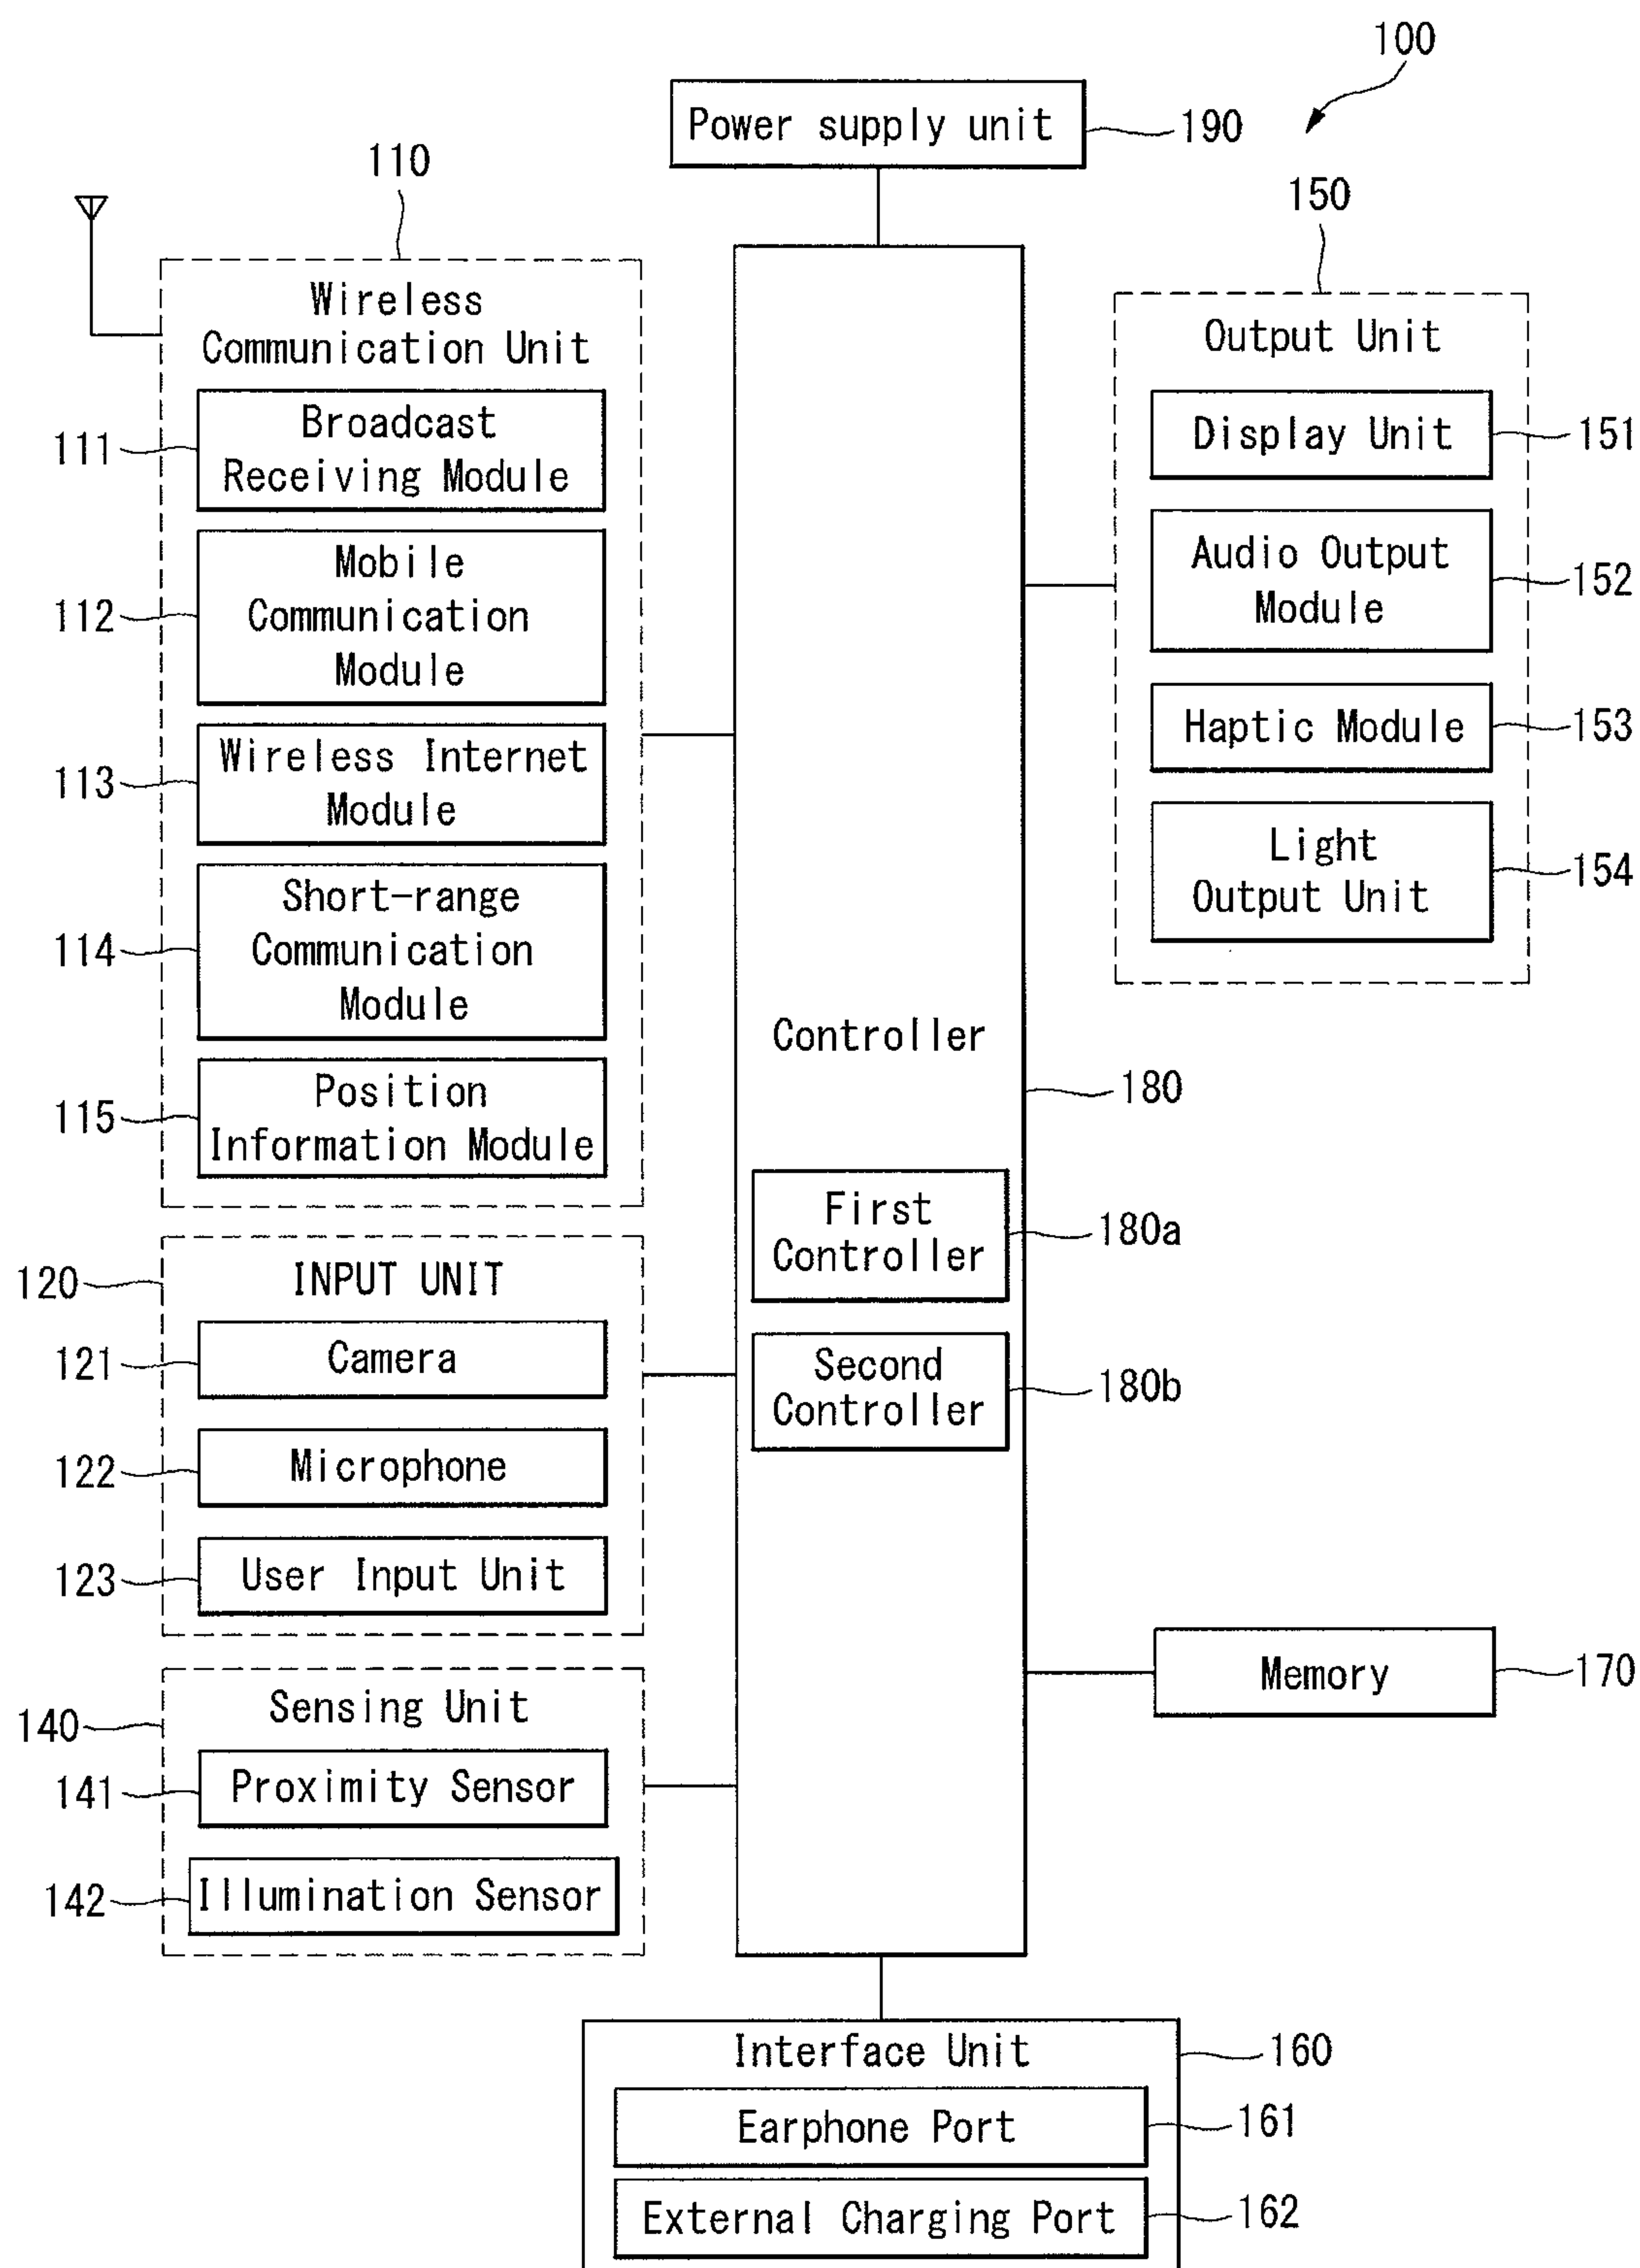 100
Power supply unit
190
110
Wireless
Communication Unit
111
Broadcast
Receiving Module
112
Mobile
Communication
Module
113
Wireless Internet
Module
114
Short-range
Communication
Module
115
Position
Information Module
120
INPUT UNIT
121
Camera
122
Microphone
123
User Input Unit
140
Sensing Unit
141
Proximity Sensor
142
Illumination Sensor
Controller
180
First
Controller
180a
Second
Controller
180b
150
Output Unit
Display Unit
151
Audio Output
Module
152
Haptic Module
153
Light
Output Unit
154
Memory
170
Interface Unit
160
Earphone Port
161
External Charging Port
162